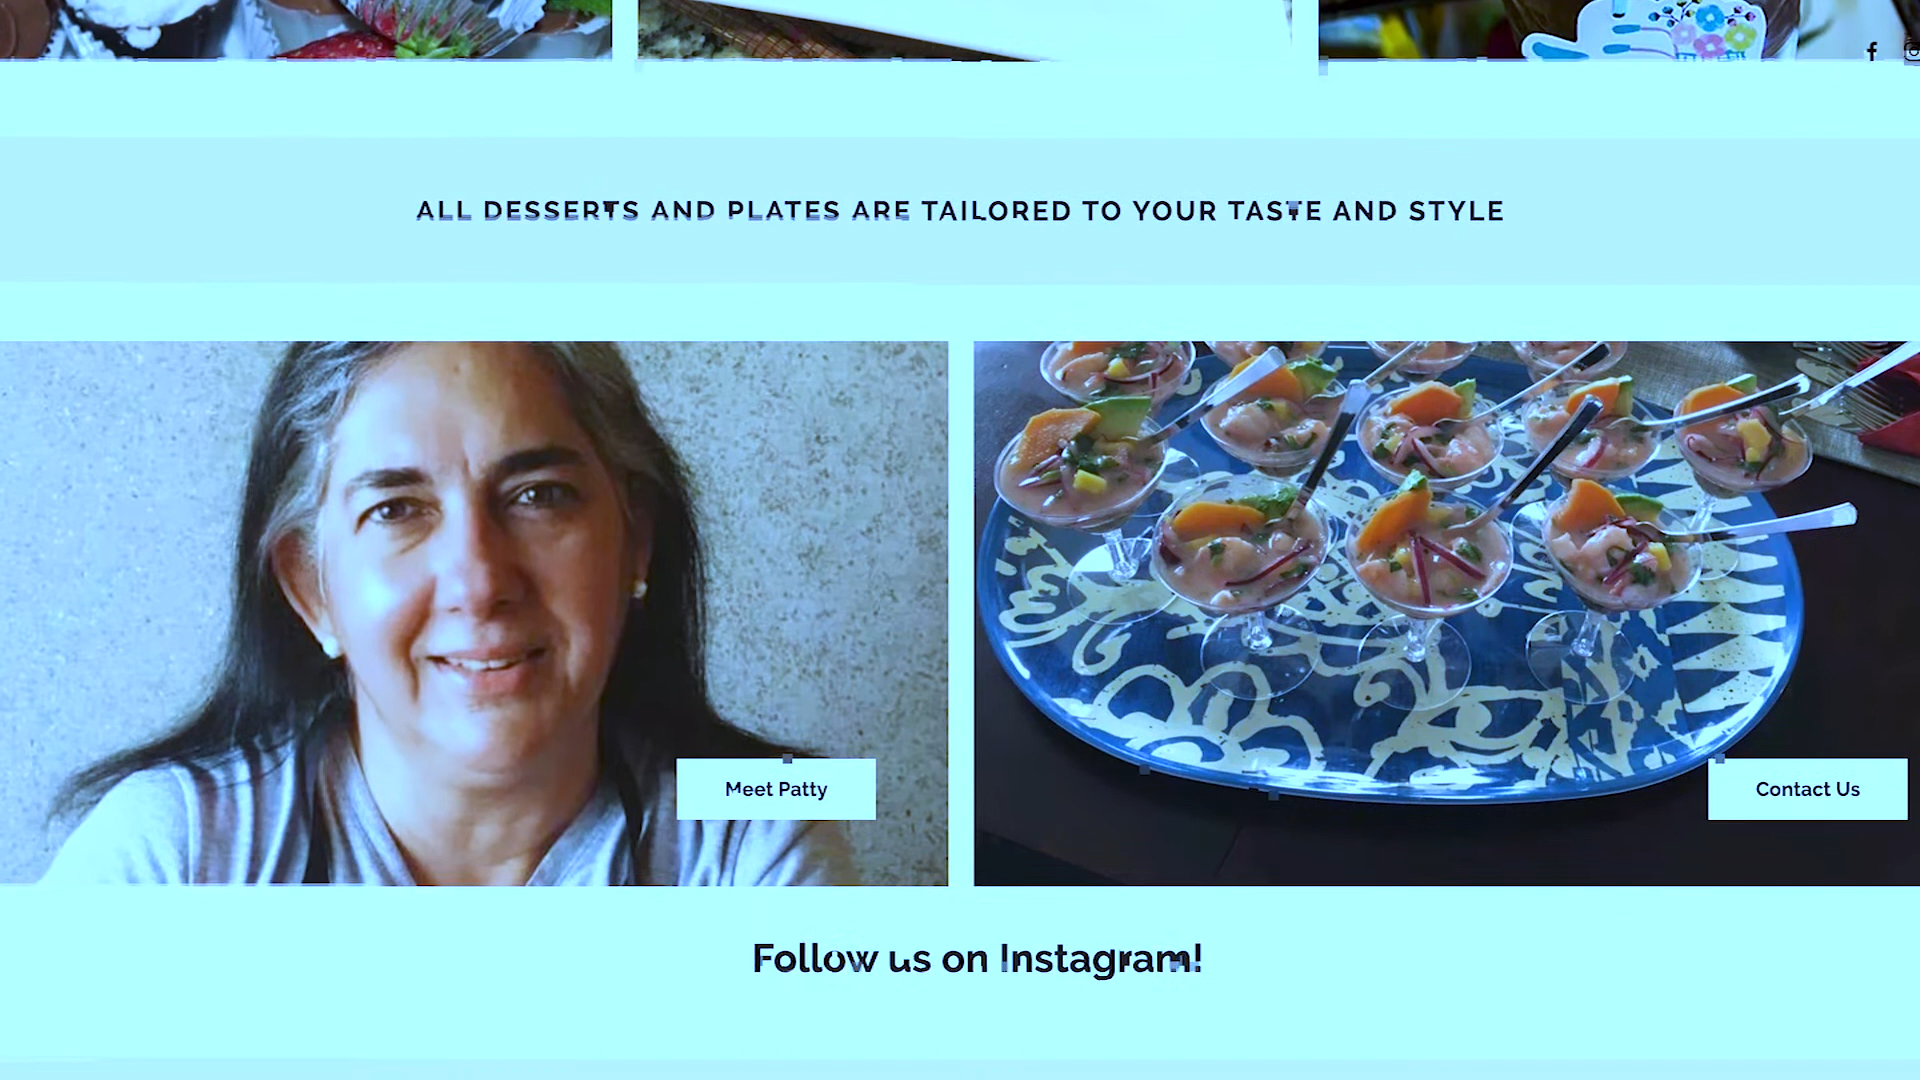 ALL DESSERTS AND PLATES ARE TAILORED TO YOUR TASTE AND STYLE
Meet Patty
Contact Us
Follow us on Instagram!